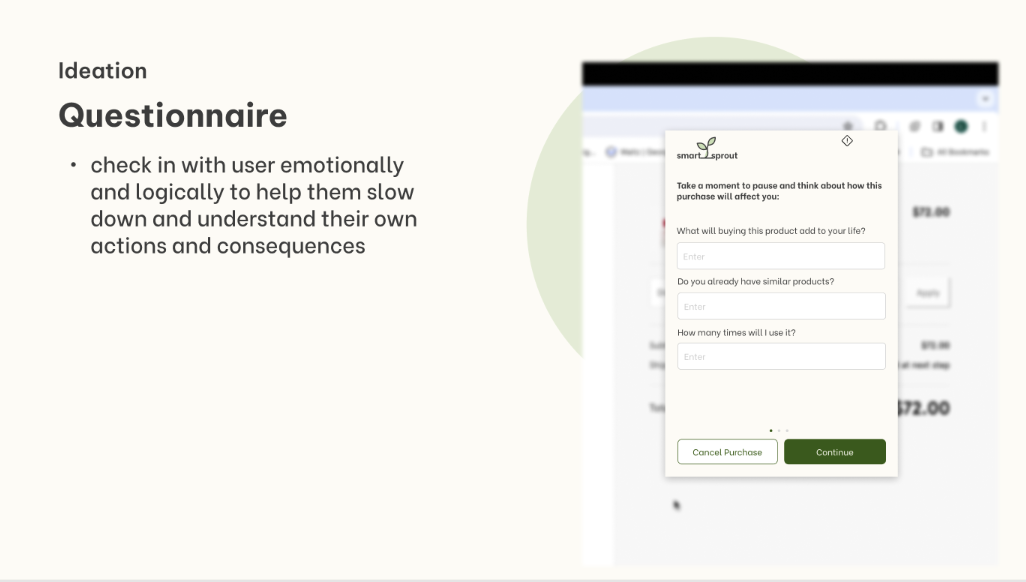 Ideation
Questionnaire
• check in with user emotionally
and logically to help them slow
down and understand their own
actions and consequences
All Bookmarks
smart sprout
Take a moment to pause and think about how this
purchase will affect you:
$72.00
What will buying this product add to your life?
Enter
Do you already have similar products?
Enter
Apply
How many times will I use it?
Enter
$72.00
at next step
$72.00
Cancel Purchase
Continue